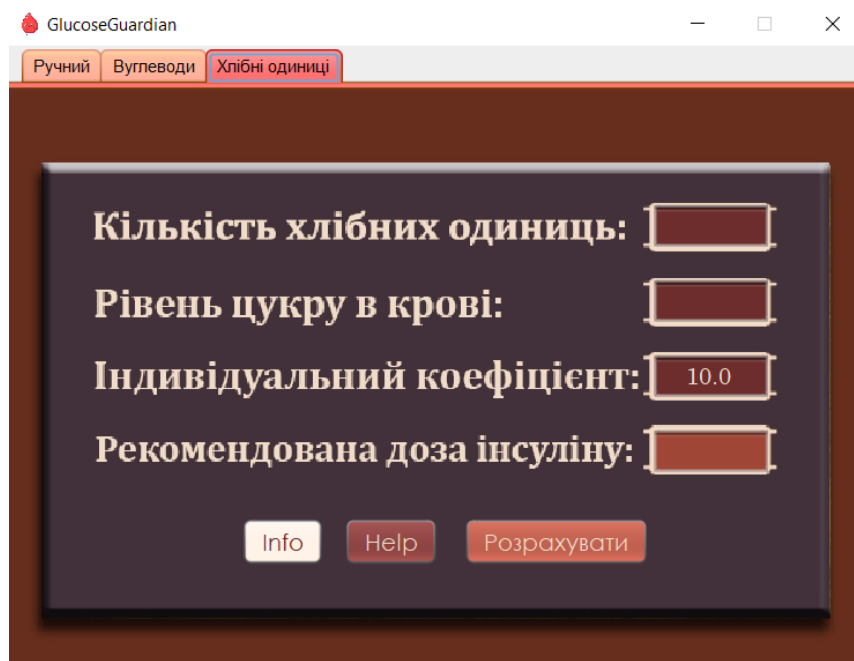 GlucoseGuardian
Ручний Вуглеводи Хлібні одиниці
Кількість хлібних одиниць:
Рівень цукру в крові:
Індивідуальний коефіцієнт: 10.0
Рекомендована доза інсуліну:
Info Help Розрахувати